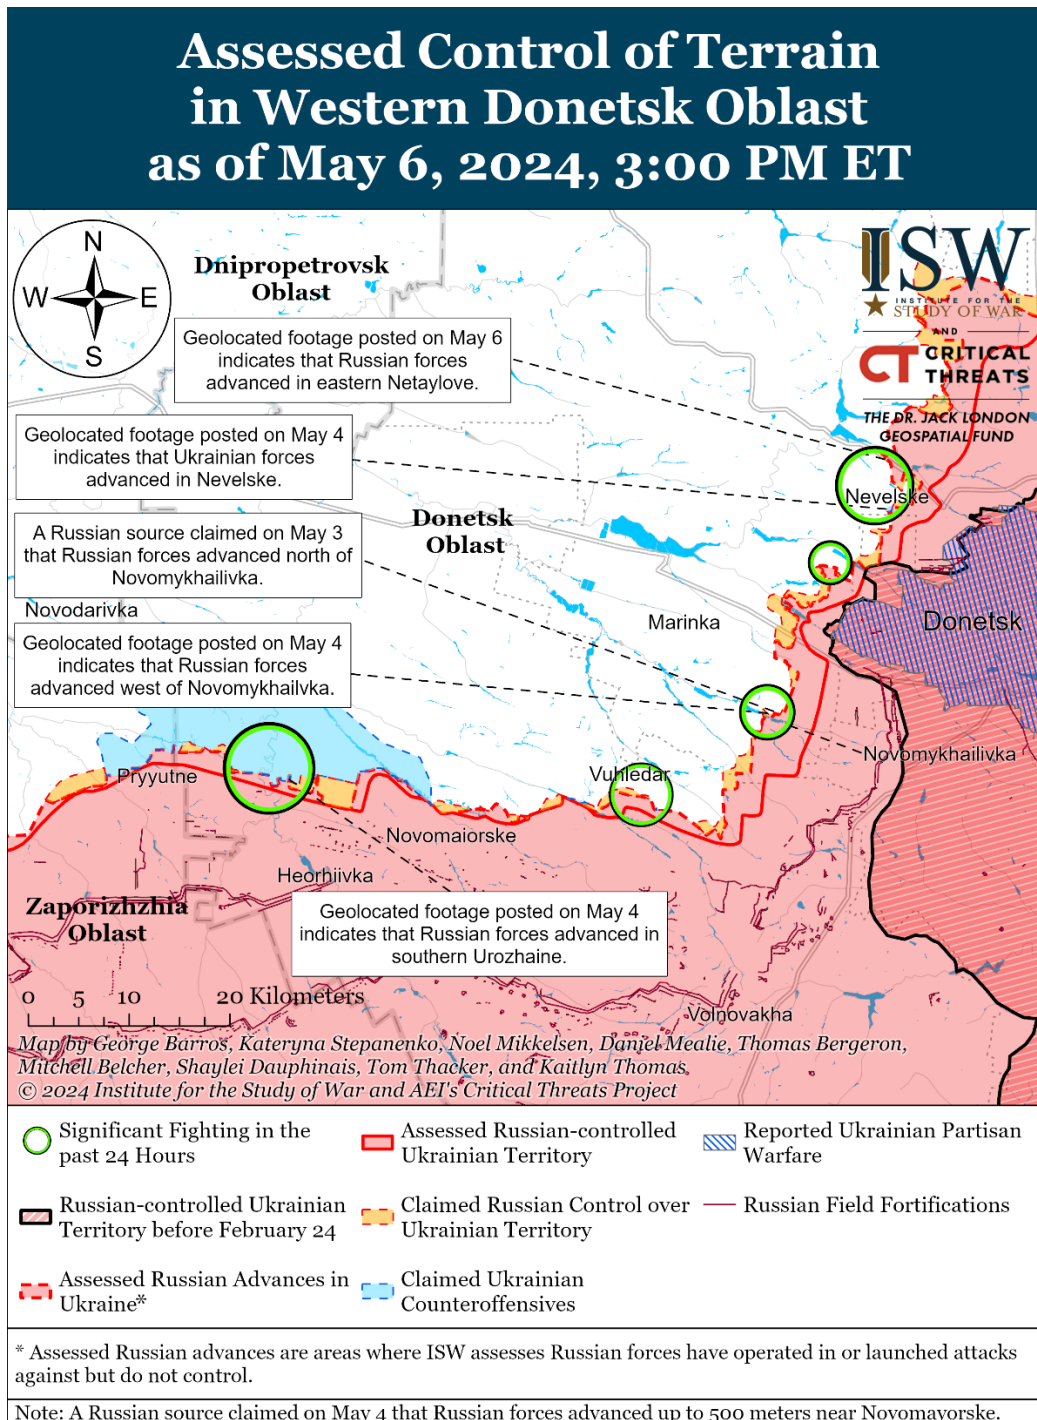 Assessed Control of Terrain
in Western Donetsk Oblast
as of May 6, 2024, 3:00 PM ET
N
W
E
S
Dnipropetrovsk
Oblast
ISW
INSTITUTE FOR THE
STUDY OF WAR
AND
CT CRITICAL
THREATS
THE DR. JACK LONDON
GEOSPATIAL FUND
Geolocated footage posted on May 6
indicates that Russian forces
advanced in eastern Netaylove.
Geolocated footage posted on May 4
indicates that Ukrainian forces
advanced in Nevelske.
Nevelske
Donetsk
Oblast
A Russian source claimed on May 3
that Russian forces advanced north of
Novomykhailivka.
Novodarivka
Marinka
Donetsk
Geolocated footage posted on May 4
indicates that Russian forces
advanced west of Novomykhailvka.
Novomykhailivka
Pryyutne
Vuhledar
Novomaiorske
Heorhiivka
Zaporizhzhia
Oblast
Geolocated footage posted on May 4
indicates that Russian forces advanced in
southern Urozhaine.
0 5 10 20 Kilometers
Volnovakha
Map by George Barros, Kateryna Stepanenko, Noel Mikkelsen, Daniel Mealie, Thomas Bergeron,
Mitchell Belcher, Shaylei Dauphinais, Tom Thacker, and Kaitlyn Thomas
© 2024 Institute for the Study of War and AEI's Critical Threats Project
Significant Fighting in the
past 24 Hours
Assessed Russian-controlled
Ukrainian Territory
Reported Ukrainian Partisan
Warfare
Russian-controlled Ukrainian
Territory before February 24
Claimed Russian Control over
Ukrainian Territory
Russian Field Fortifications
Assessed Russian Advances in
Ukraine*
Claimed Ukrainian
Counteroffensives
* Assessed Russian advances are areas where ISW assesses Russian forces have operated in or launched attacks
against but do not control.
Note: A Russian source claimed on May 4 that Russian forces advanced up to 500 meters near Novomayorske.